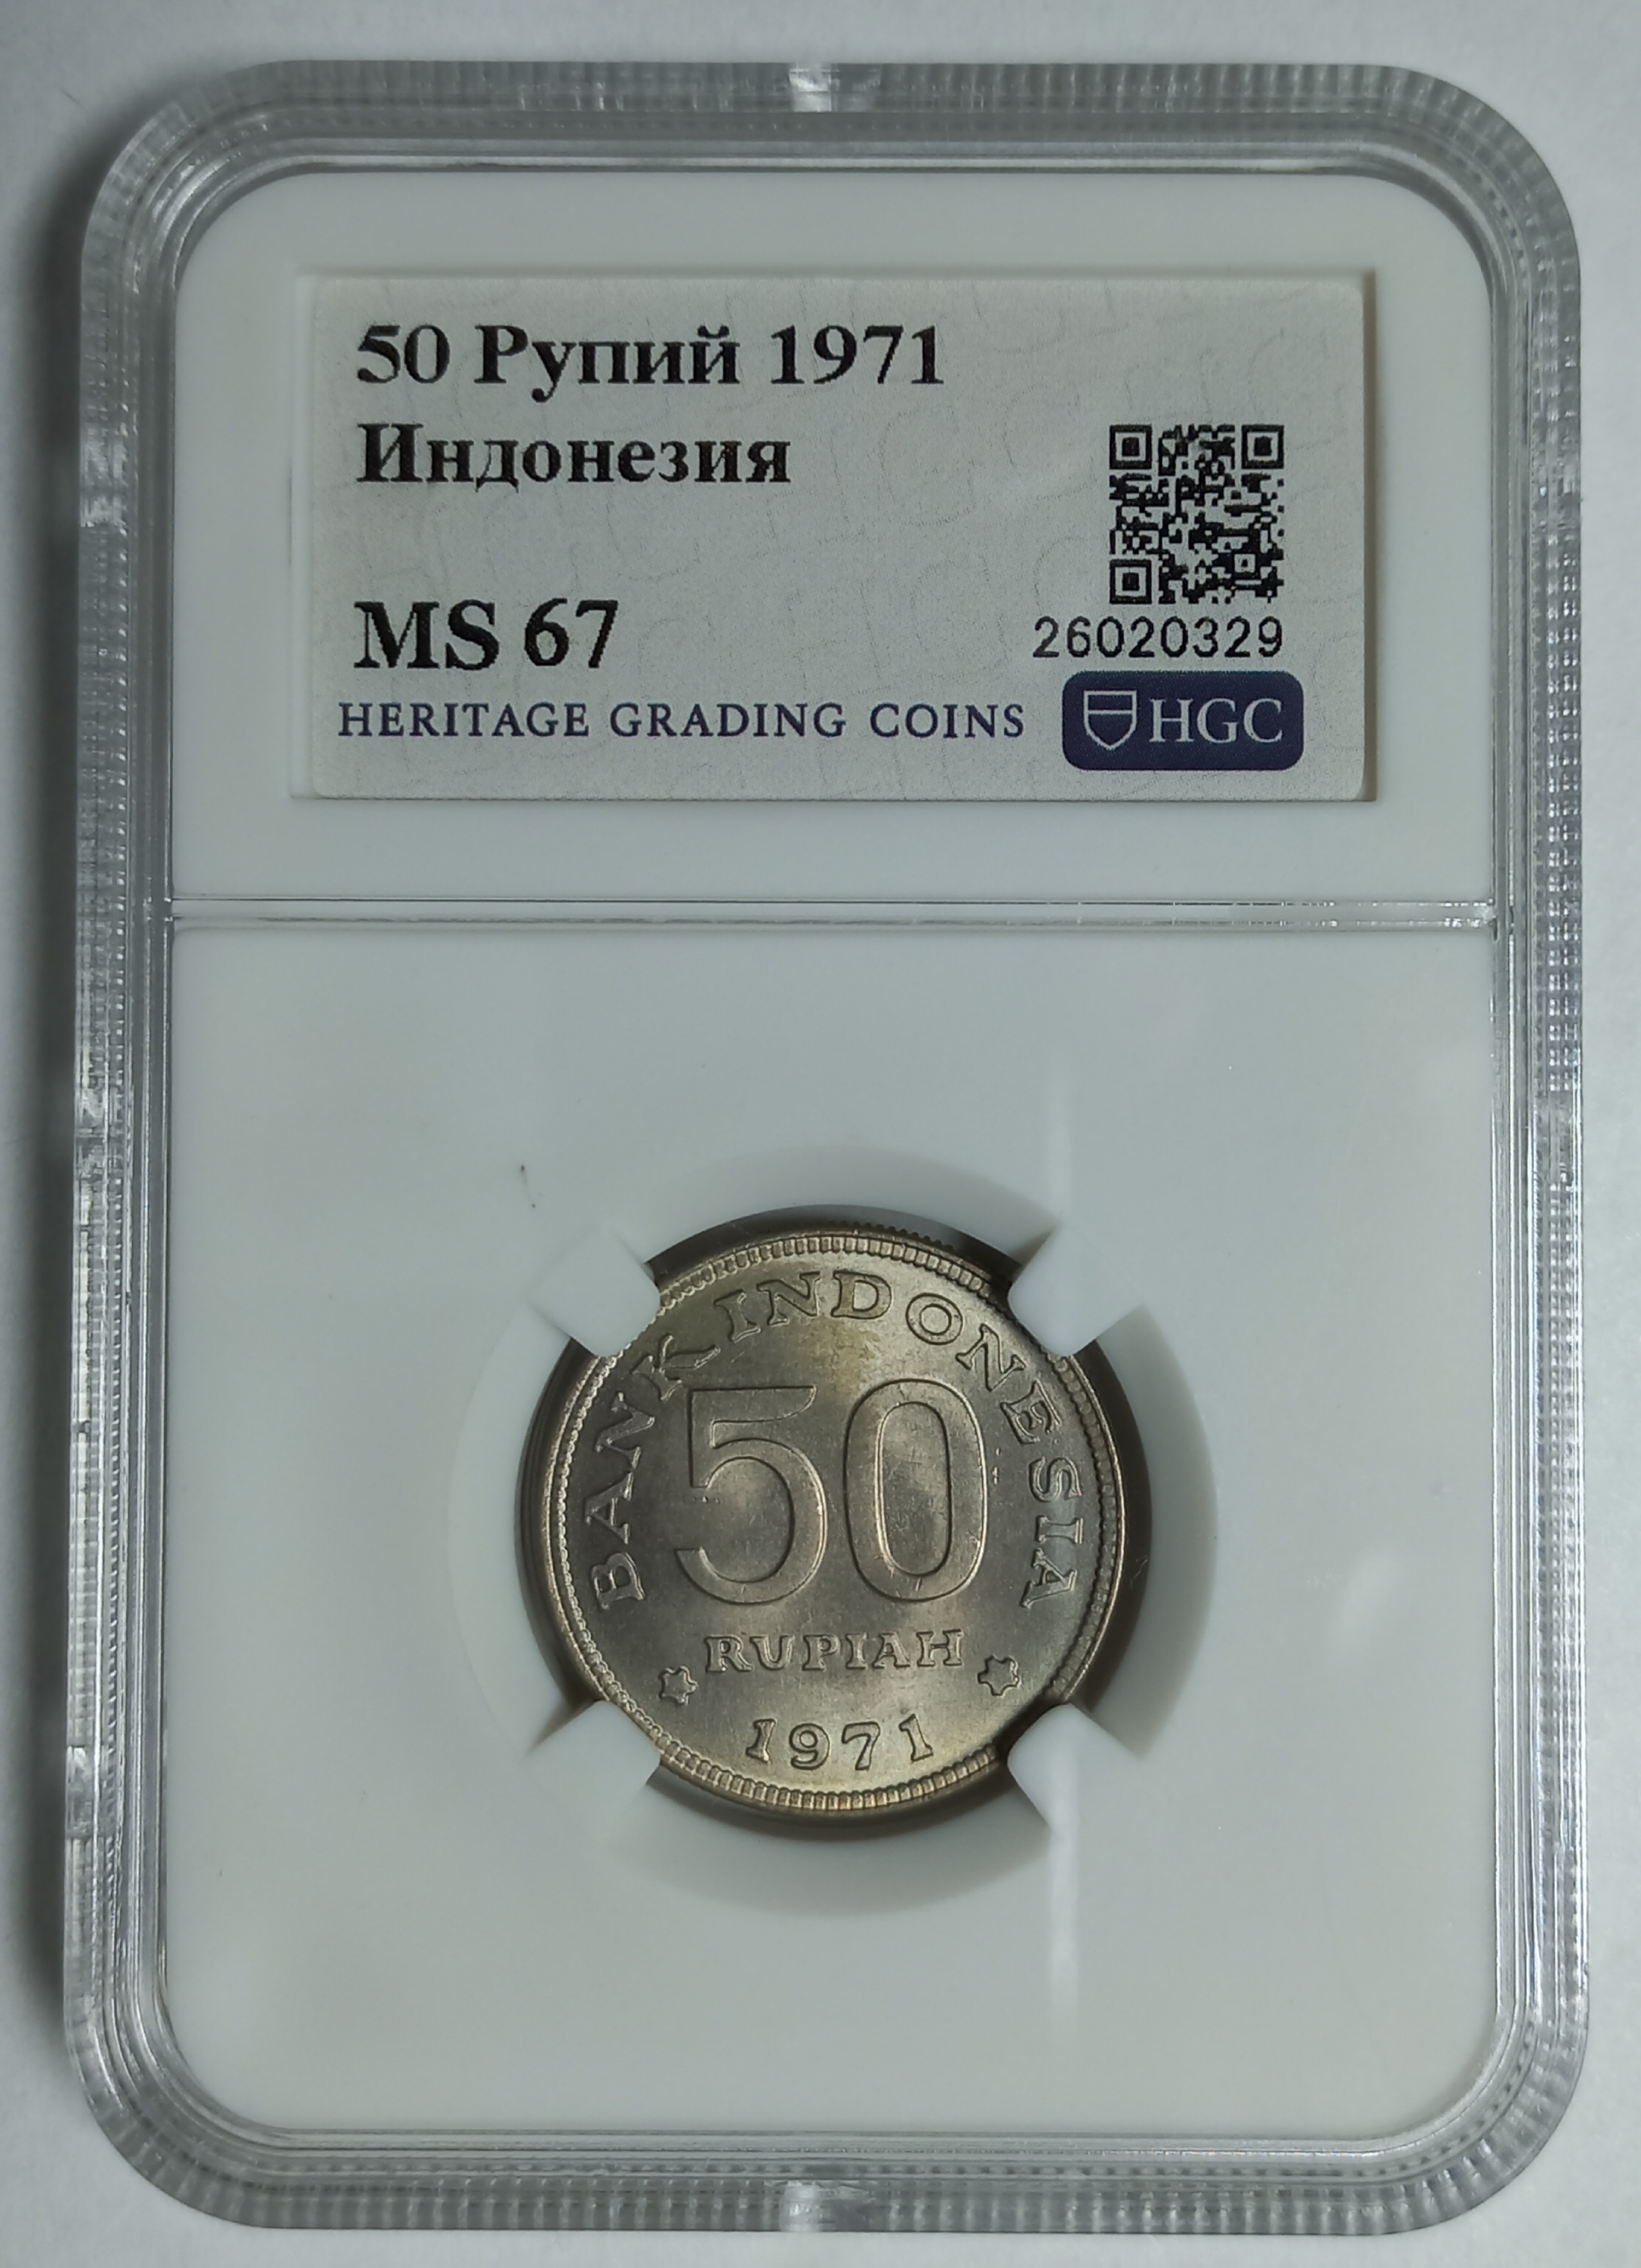 50 Рупий 1971
Индонезия
MS 67
26020329
HERITAGE GRADING COINS
HGC
BANK INDONESIA
50
RUPIAH
1971